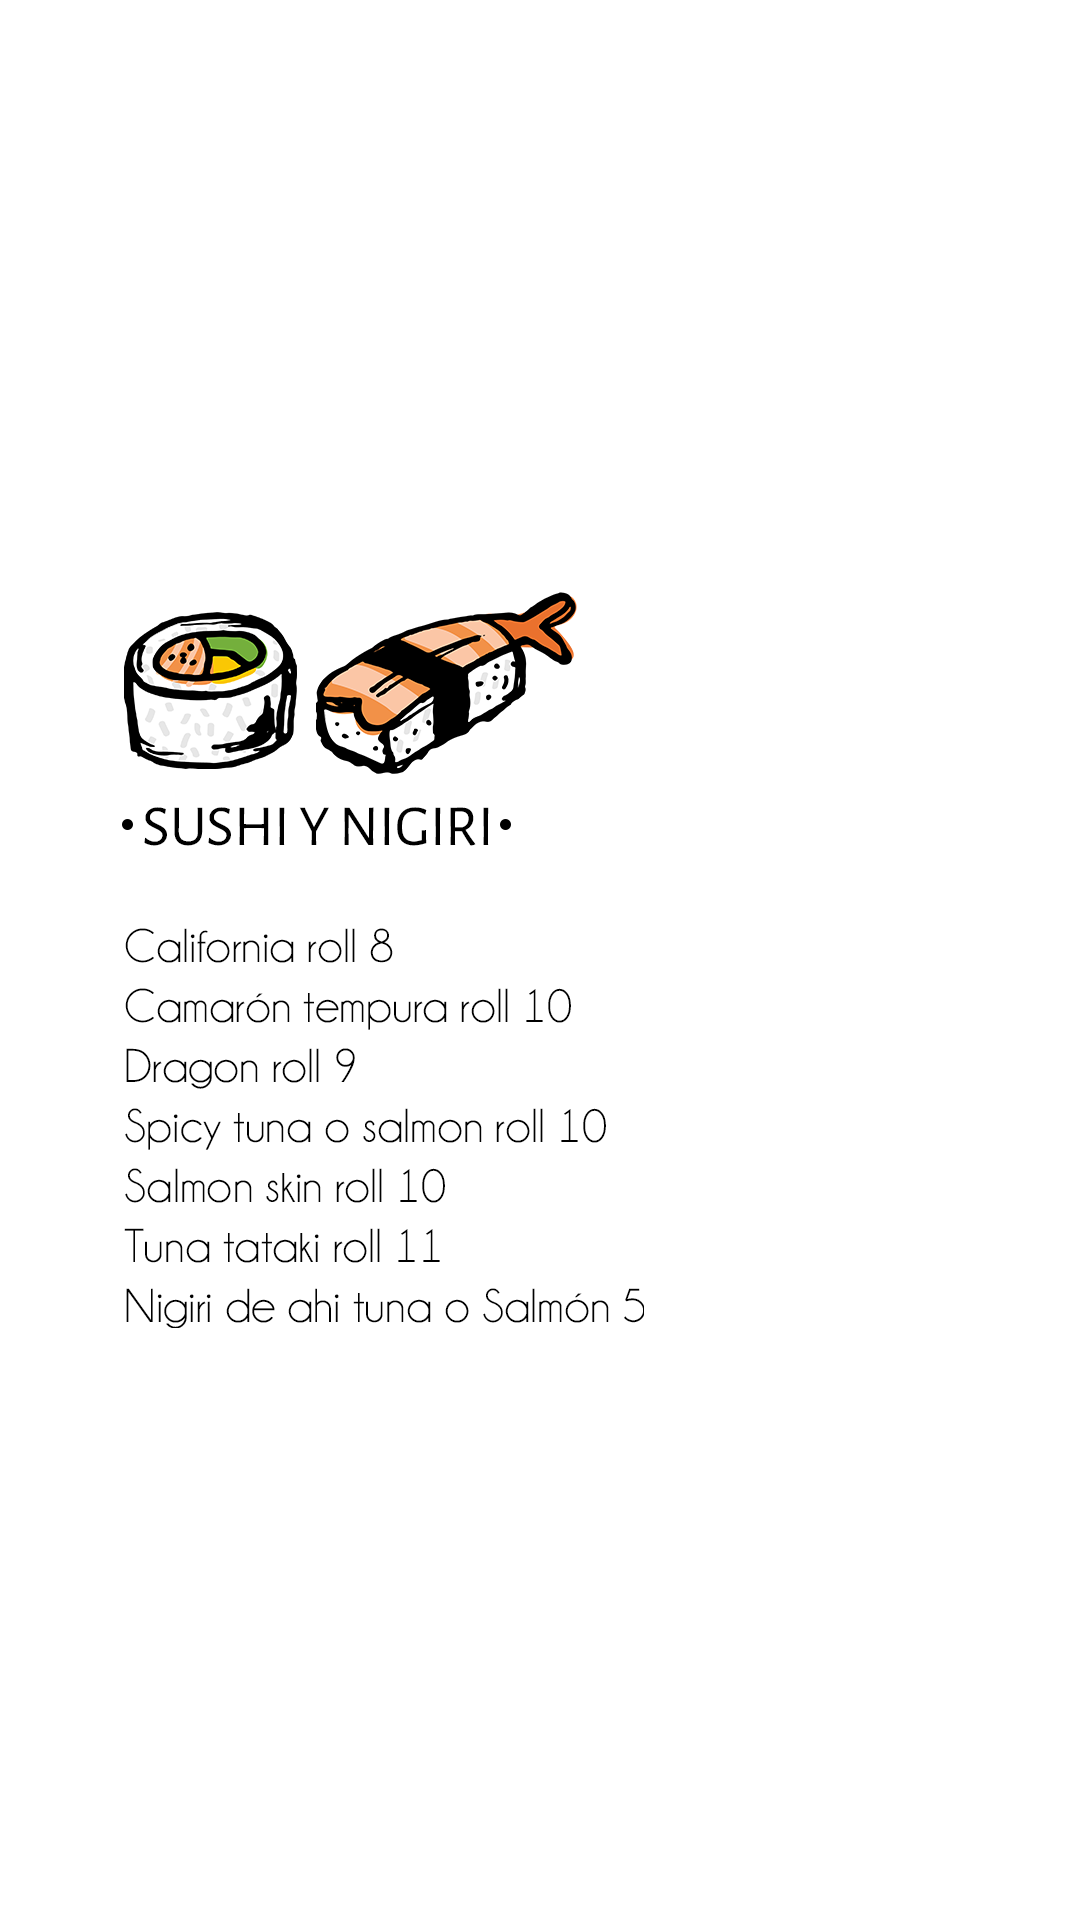 •SUSHI Y NIGIRI•
California roll 8
Camarón tempura roll 10
Dragon roll 9
Spicy tuna o salmon roll 10
Salmon skin roll 10
Tuna tataki roll 11
Nigiri de ahi tuna o Salmón 5